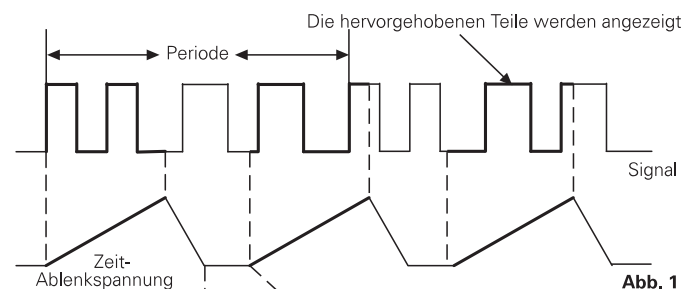 Die hervorgehobenen Teile werden angezeigt
Periode
Signal
Zeit-
Ablenkspannung
Abb. 1